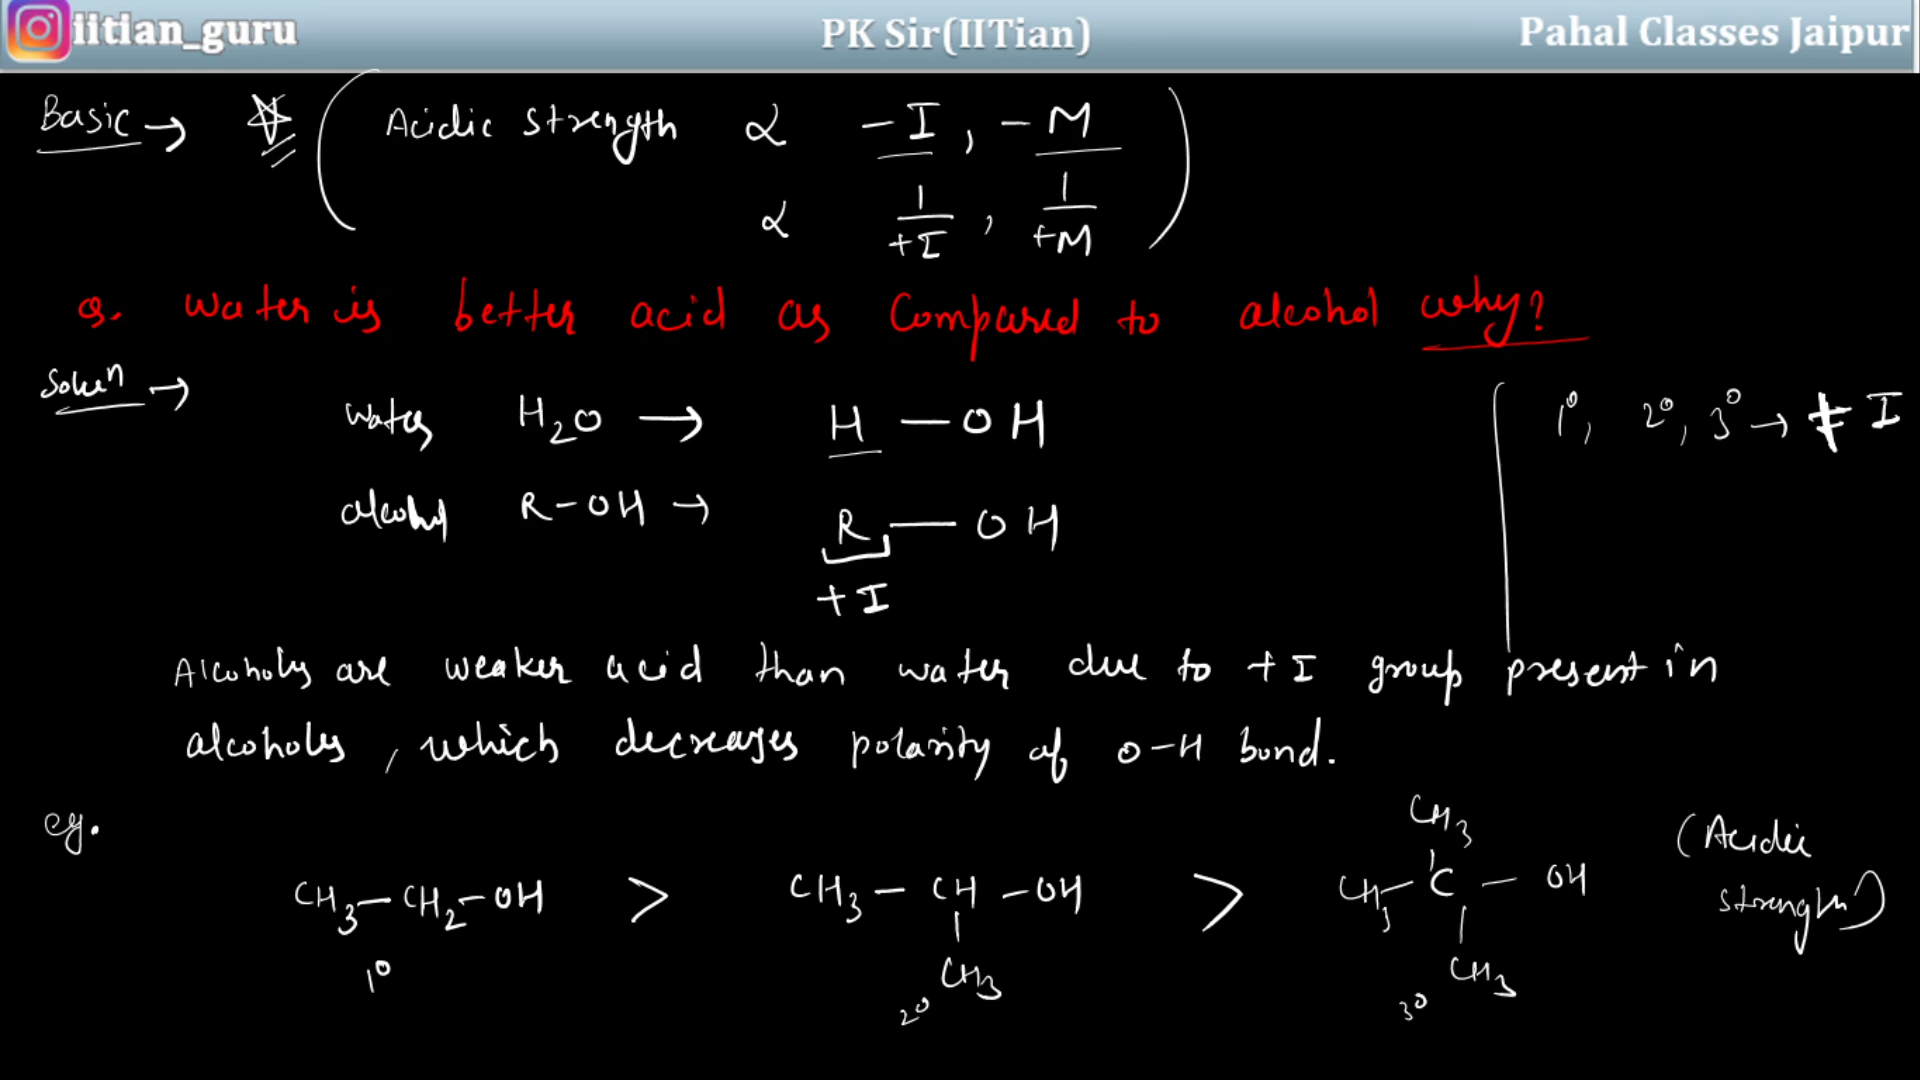 iitian_guru PK Sir(IITian) Pahal Classes Jaipur
Basic → ( Acidic strength α -I, -M
α 1/+I, 1/+M )
Q. Water is better acid as compared to alcohol why?
Solun →
water H2O → H - OH
1°, 2°, 3° → + I
alcohol R-OH → R — OH
+I
Alcohols are weaker acid than water due to +I group present in
alcohols, which decreases polarity of O-H bond.
eg.
CH3-CH2-OH > CH3-CH-OH > CH3-C-OH (Acidic strength)
CH3
CH3 CH3
1° 2° 3°